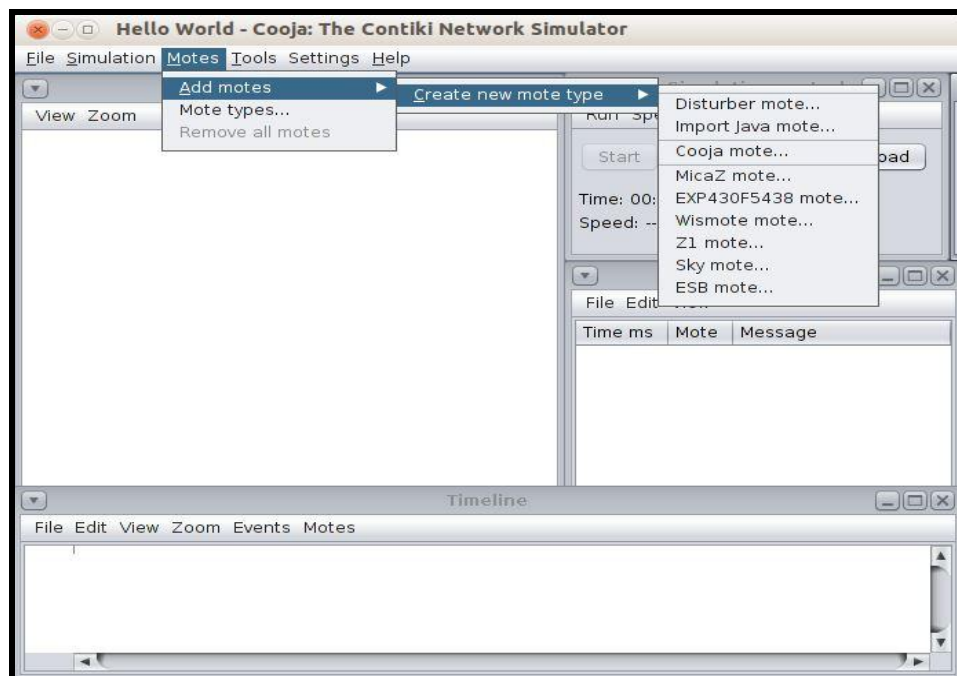 Hello World - Cooja: The Contiki Network Simulator
File Simulation Motes Tools Settings Help
Add motes
Mote types...
Remove all motes
Create new mote type
Disturber mote...
Import Java mote...
Cooja mote...
MicaZ mote...
EXP430F5438 mote...
Wismote mote...
Z1 mote...
Sky mote...
ESB mote...
View Zoom
Run
Start
Time: 00:
Speed: --
File Edit View
Time ms Mote Message
Timeline
File Edit View Zoom Events Motes